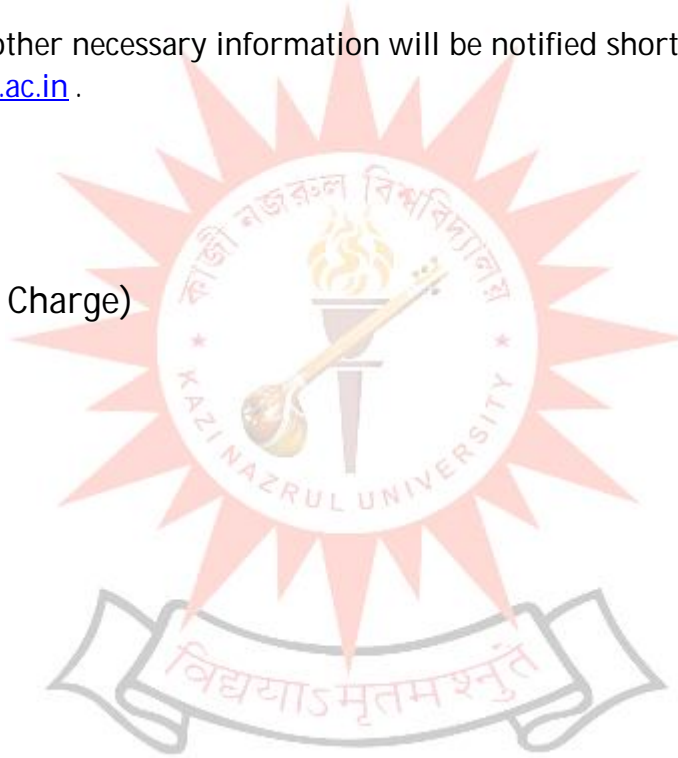 other necessary information will be notified short
.ac.in .
কাজী নজরুল বিশ্ববিদ্যালয়
Charge)
* KAZI NAZRUL UNIVERSITY *
विद्ययाऽमृतमश्नुते